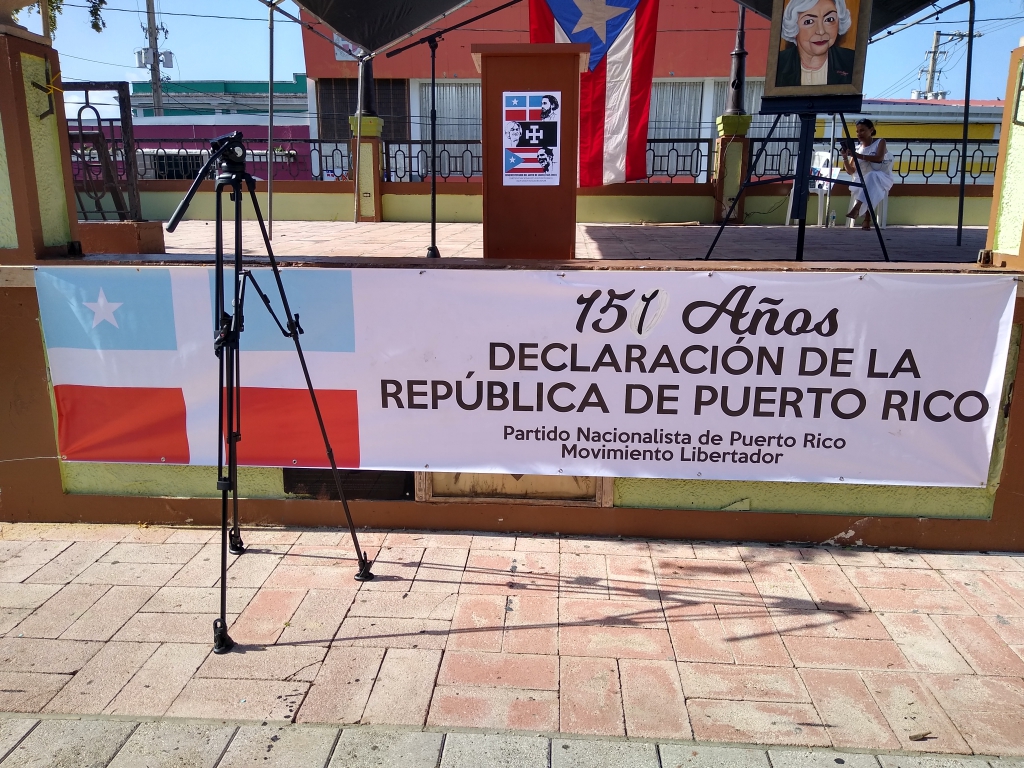 151 Años
DECLARACIÓN DE LA
REPÚBLICA DE PUERTO RICO
Partido Nacionalista de Puerto Rico
Movimiento Libertador